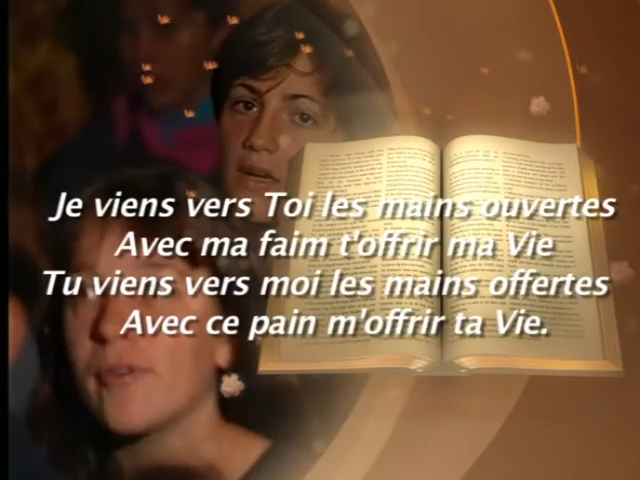 Je viens vers Toi les mains ouvertes
Avec ma faim t'offrir ma Vie
Tu viens vers moi les mains offertes
Avec ce pain m'offrir ta Vie.